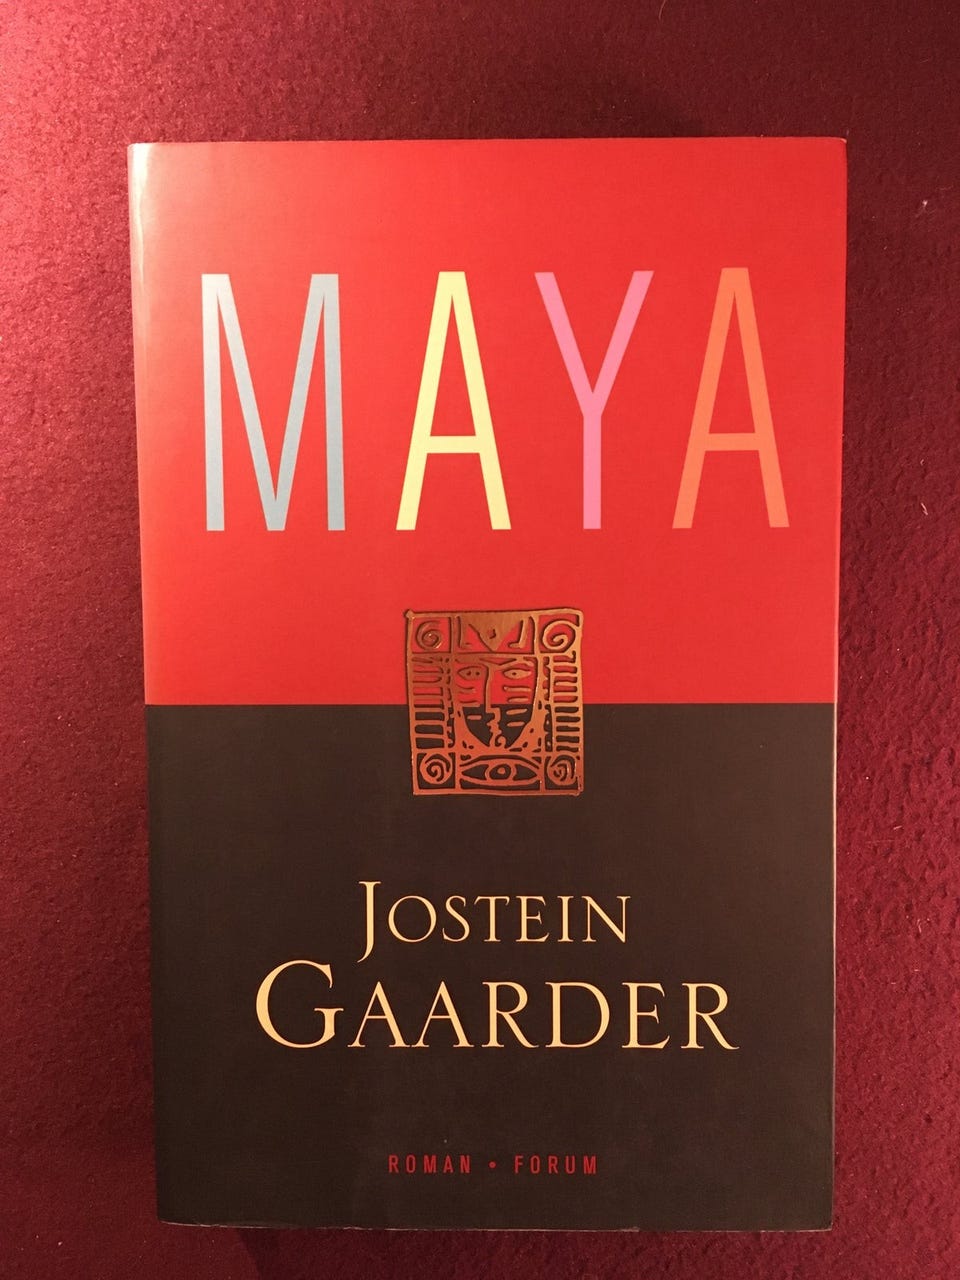 MAYA
JOSTEIN
GAARDER
ROMAN • FORUM